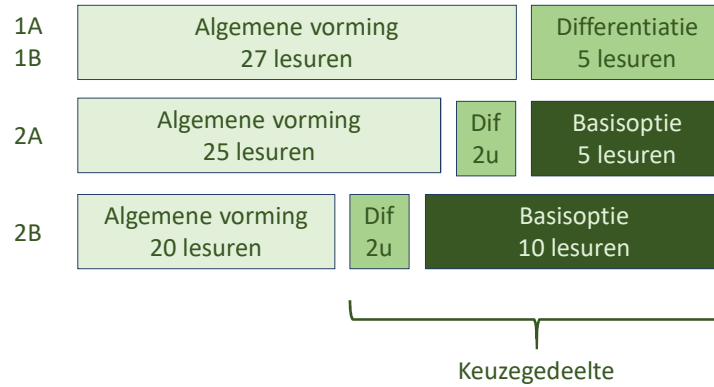 1A
1B
Algemene vorming
27 lesuren
Differentiatie
5 lesuren
2A
Algemene vorming
25 lesuren
Dif
2u
Basisoptie
5 lesuren
2B
Algemene vorming
20 lesuren
Dif
2u
Basisoptie
10 lesuren
Keuzegedeelte